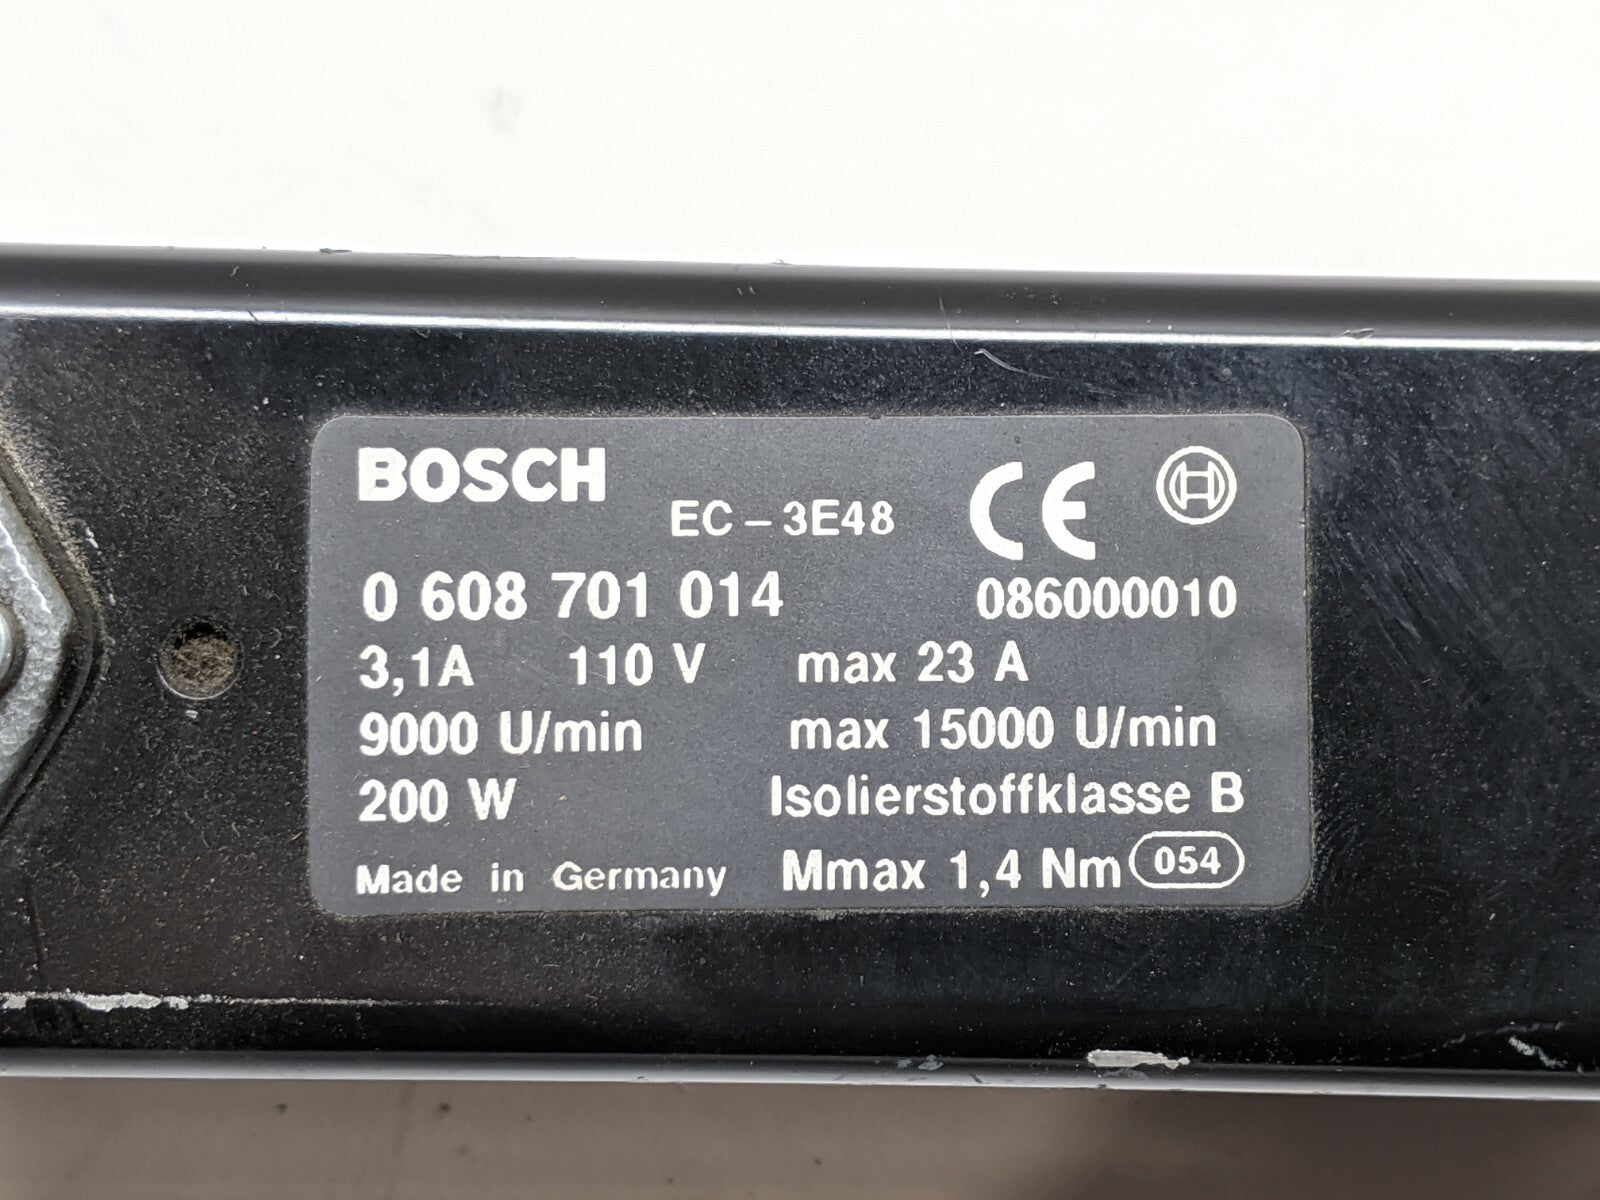 BOSCH
EC - 3E48
CE
0 608 701 014
086000010
3,1A 110 V max 23 A
9000 U/min max 15000 U/min
200 W Isolierstoffklasse B
Made in Germany Mmax 1,4 Nm 054